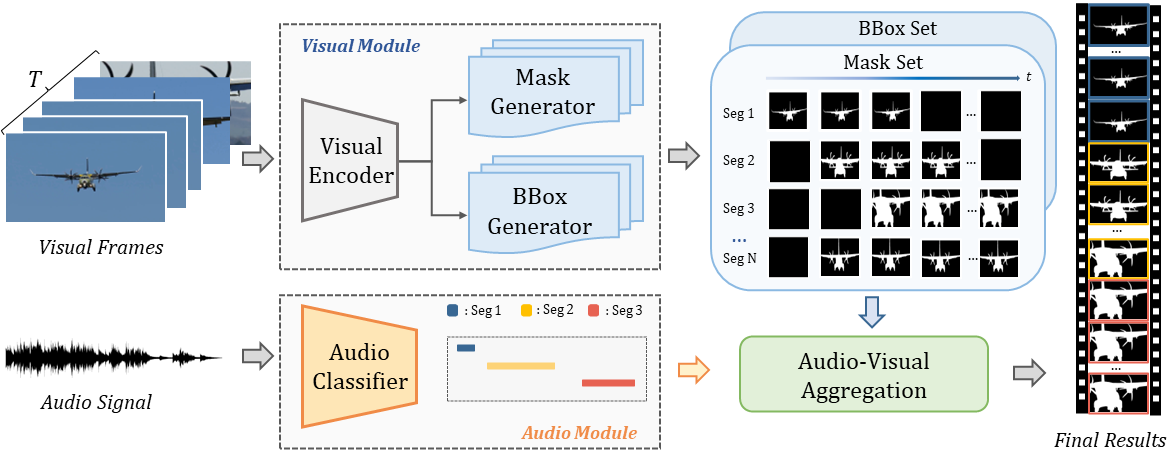 T
Visual Frames
Visual Module
Visual
Encoder
Mask
Generator
BBox
Generator
BBox Set
Mask Set
t
Seg 1
...
Seg 2
...
Seg 3
...
...
Seg N
...
Audio Signal
Audio
Classifier
: Seg 1
: Seg 2
: Seg 3
Audio Module
Audio-Visual
Aggregation
...
...
...
...
Final Results